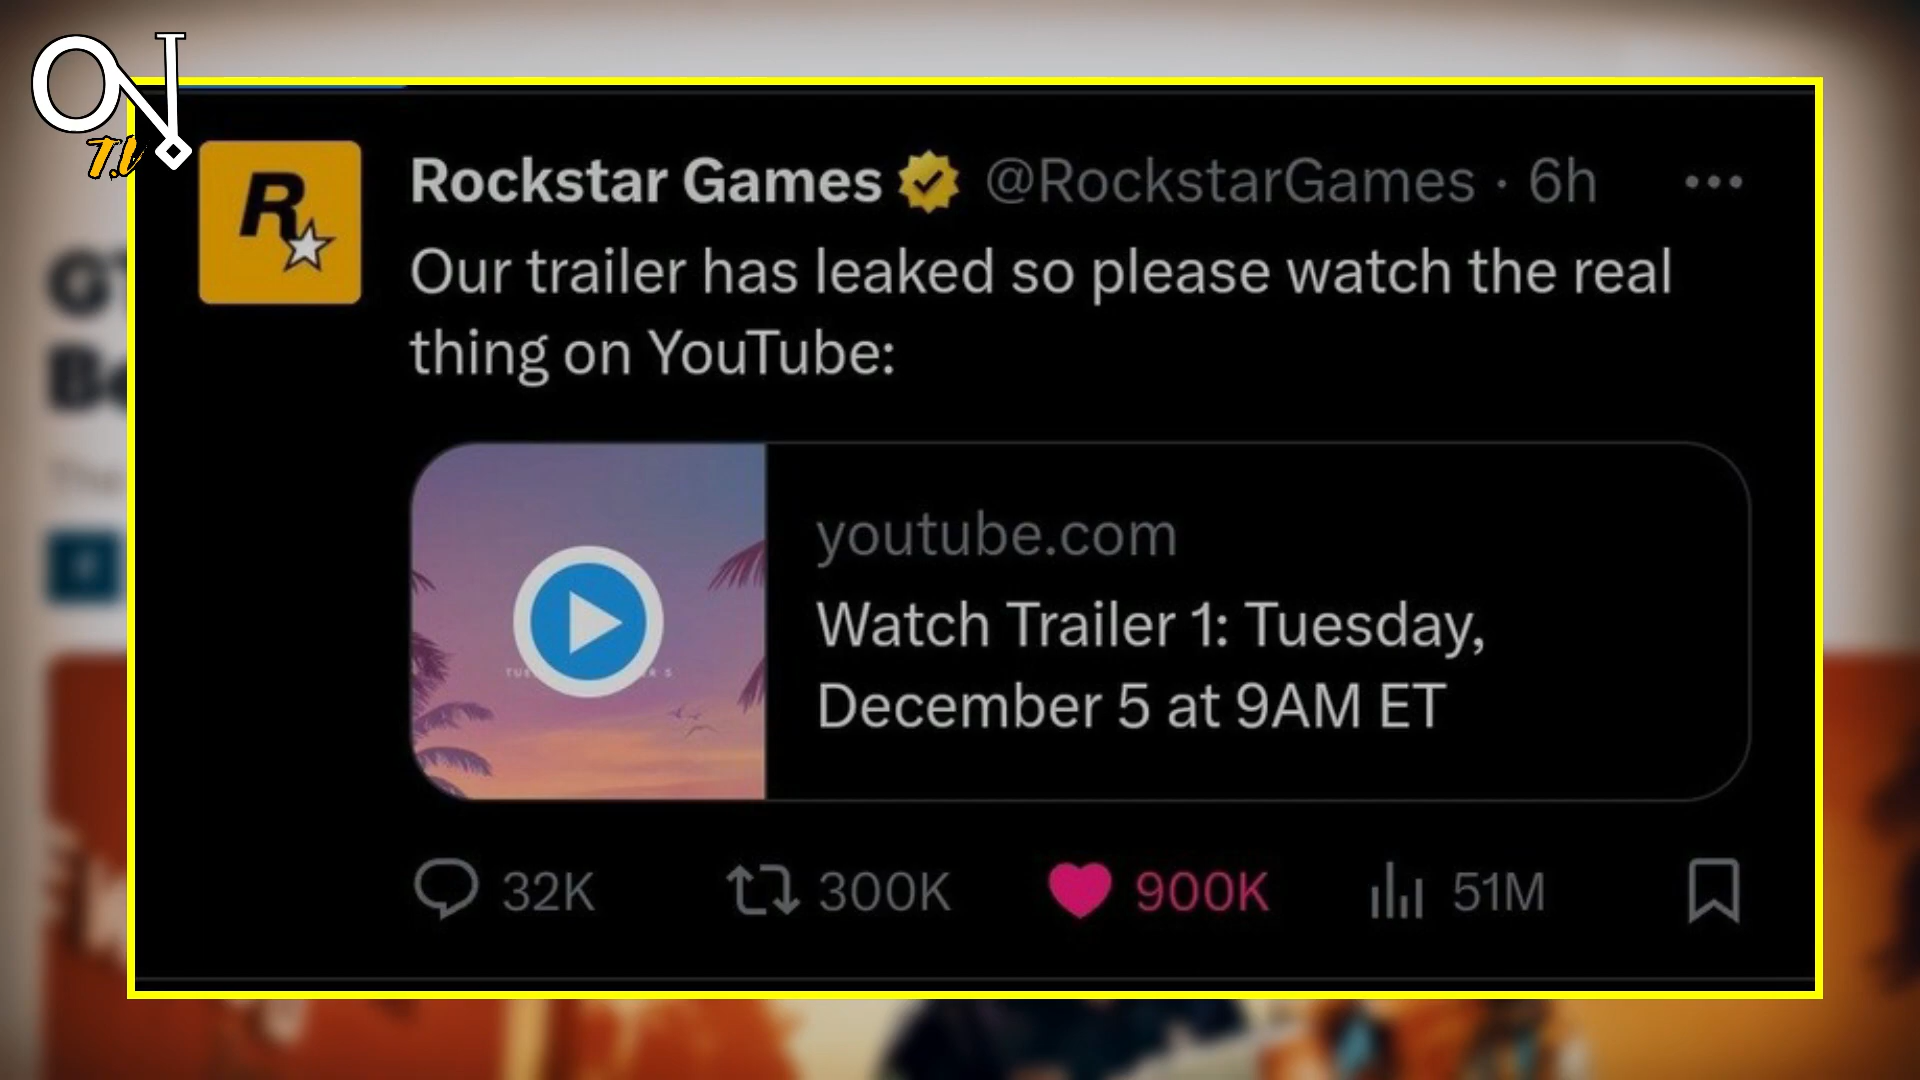 ON
T.V
R
Rockstar Games @RockstarGames · 6h
Our trailer has leaked so please watch the real
thing on YouTube:
youtube.com
Watch Trailer 1: Tuesday,
December 5 at 9AM ET
32K 300K 900K 51M